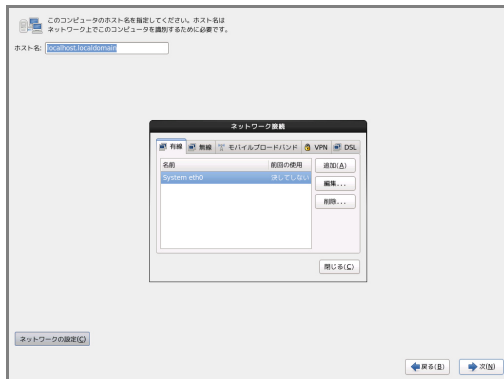 このコンピュータのホスト名を指定してください。ホスト名は
ネットワーク上でこのコンピュータを識別するために必要です。
ホスト名: localhost.localdomain
ネットワーク接続
有線 無線 モバイルブロードバンド VPN DSL
名前 前回の使用
System eth0 決してしない
追加(A)
編集...
削除...
閉じる(C)
ネットワークの設定(C)
戻る(B) 次(N)